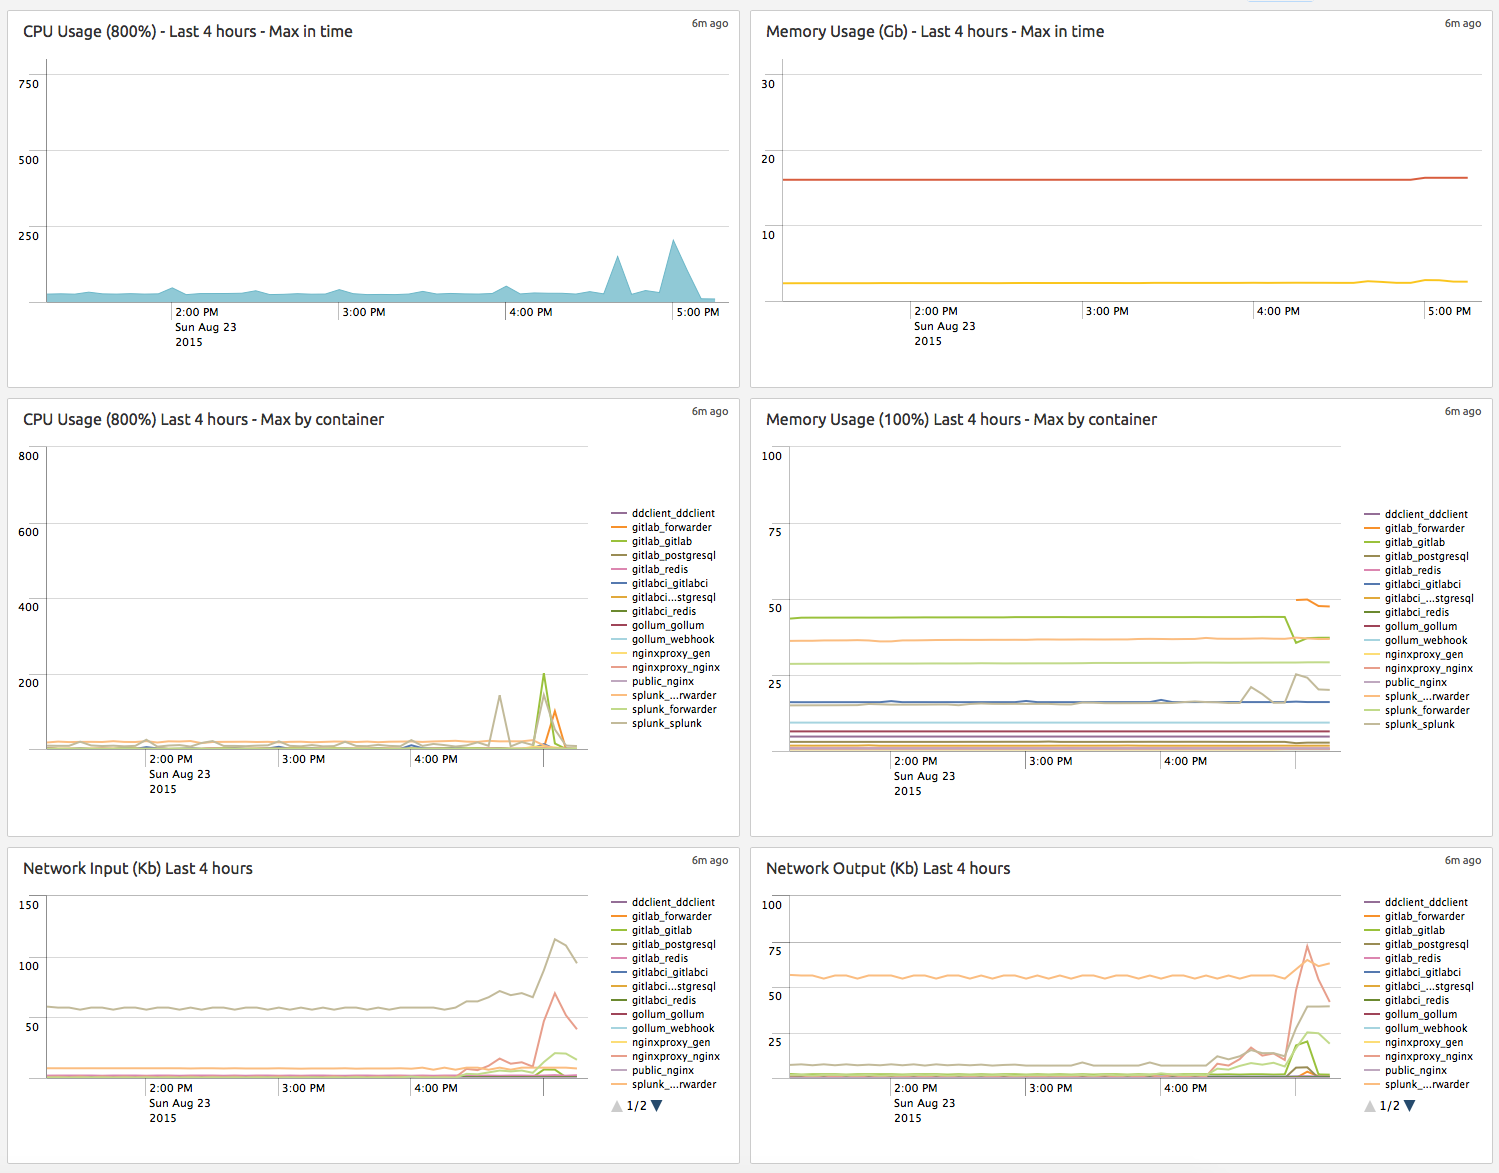 CPU Usage (800%) - Last 4 hours - Max in time
6m ago
750
500
250
2:00 PM
3:00 PM
4:00 PM
5:00 PM
Sun Aug 23
2015
Memory Usage (Gb) - Last 4 hours - Max in time
6m ago
30
20
10
2:00 PM
3:00 PM
4:00 PM
5:00 PM
Sun Aug 23
2015
CPU Usage (800%) Last 4 hours - Max by container
6m ago
800
600
400
200
2:00 PM
3:00 PM
4:00 PM
Sun Aug 23
2015
ddclient_ddclient
gitlab_forwarder
gitlab_gitlab
gitlab_postgresql
gitlab_redis
gitlabci_gitlabci
gitlabci...stgresql
gitlabci_redis
gollum_gollum
gollum_webhook
nginxproxy_gen
nginxproxy_nginx
public_nginx
splunk_...rwarder
splunk_forwarder
splunk_splunk
Memory Usage (100%) Last 4 hours - Max by container
6m ago
100
75
50
25
2:00 PM
3:00 PM
4:00 PM
Sun Aug 23
2015
ddclient_ddclient
gitlab_forwarder
gitlab_gitlab
gitlab_postgresql
gitlab_redis
gitlabci_gitlabci
gitlabci_...stgresql
gitlabci_redis
gollum_gollum
gollum_webhook
nginxproxy_gen
nginxproxy_nginx
public_nginx
splunk_...rwarder
splunk_forwarder
splunk_splunk
Network Input (Kb) Last 4 hours
6m ago
150
100
50
2:00 PM
3:00 PM
4:00 PM
Sun Aug 23
2015
ddclient_ddclient
gitlab_forwarder
gitlab_gitlab
gitlab_postgresql
gitlab_redis
gitlabci_gitlabci
gitlabci...stgresql
gitlabci_redis
gollum_gollum
gollum_webhook
nginxproxy_gen
nginxproxy_nginx
public_nginx
splunk_...rwarder
1/2
Network Output (Kb) Last 4 hours
6m ago
100
75
50
25
2:00 PM
3:00 PM
4:00 PM
Sun Aug 23
2015
ddclient_ddclient
gitlab_forwarder
gitlab_gitlab
gitlab_postgresql
gitlab_redis
gitlabci_gitlabci
gitlabci_...stgresql
gitlabci_redis
gollum_gollum
gollum_webhook
nginxproxy_gen
nginxproxy_nginx
public_nginx
splunk_...rwarder
1/2